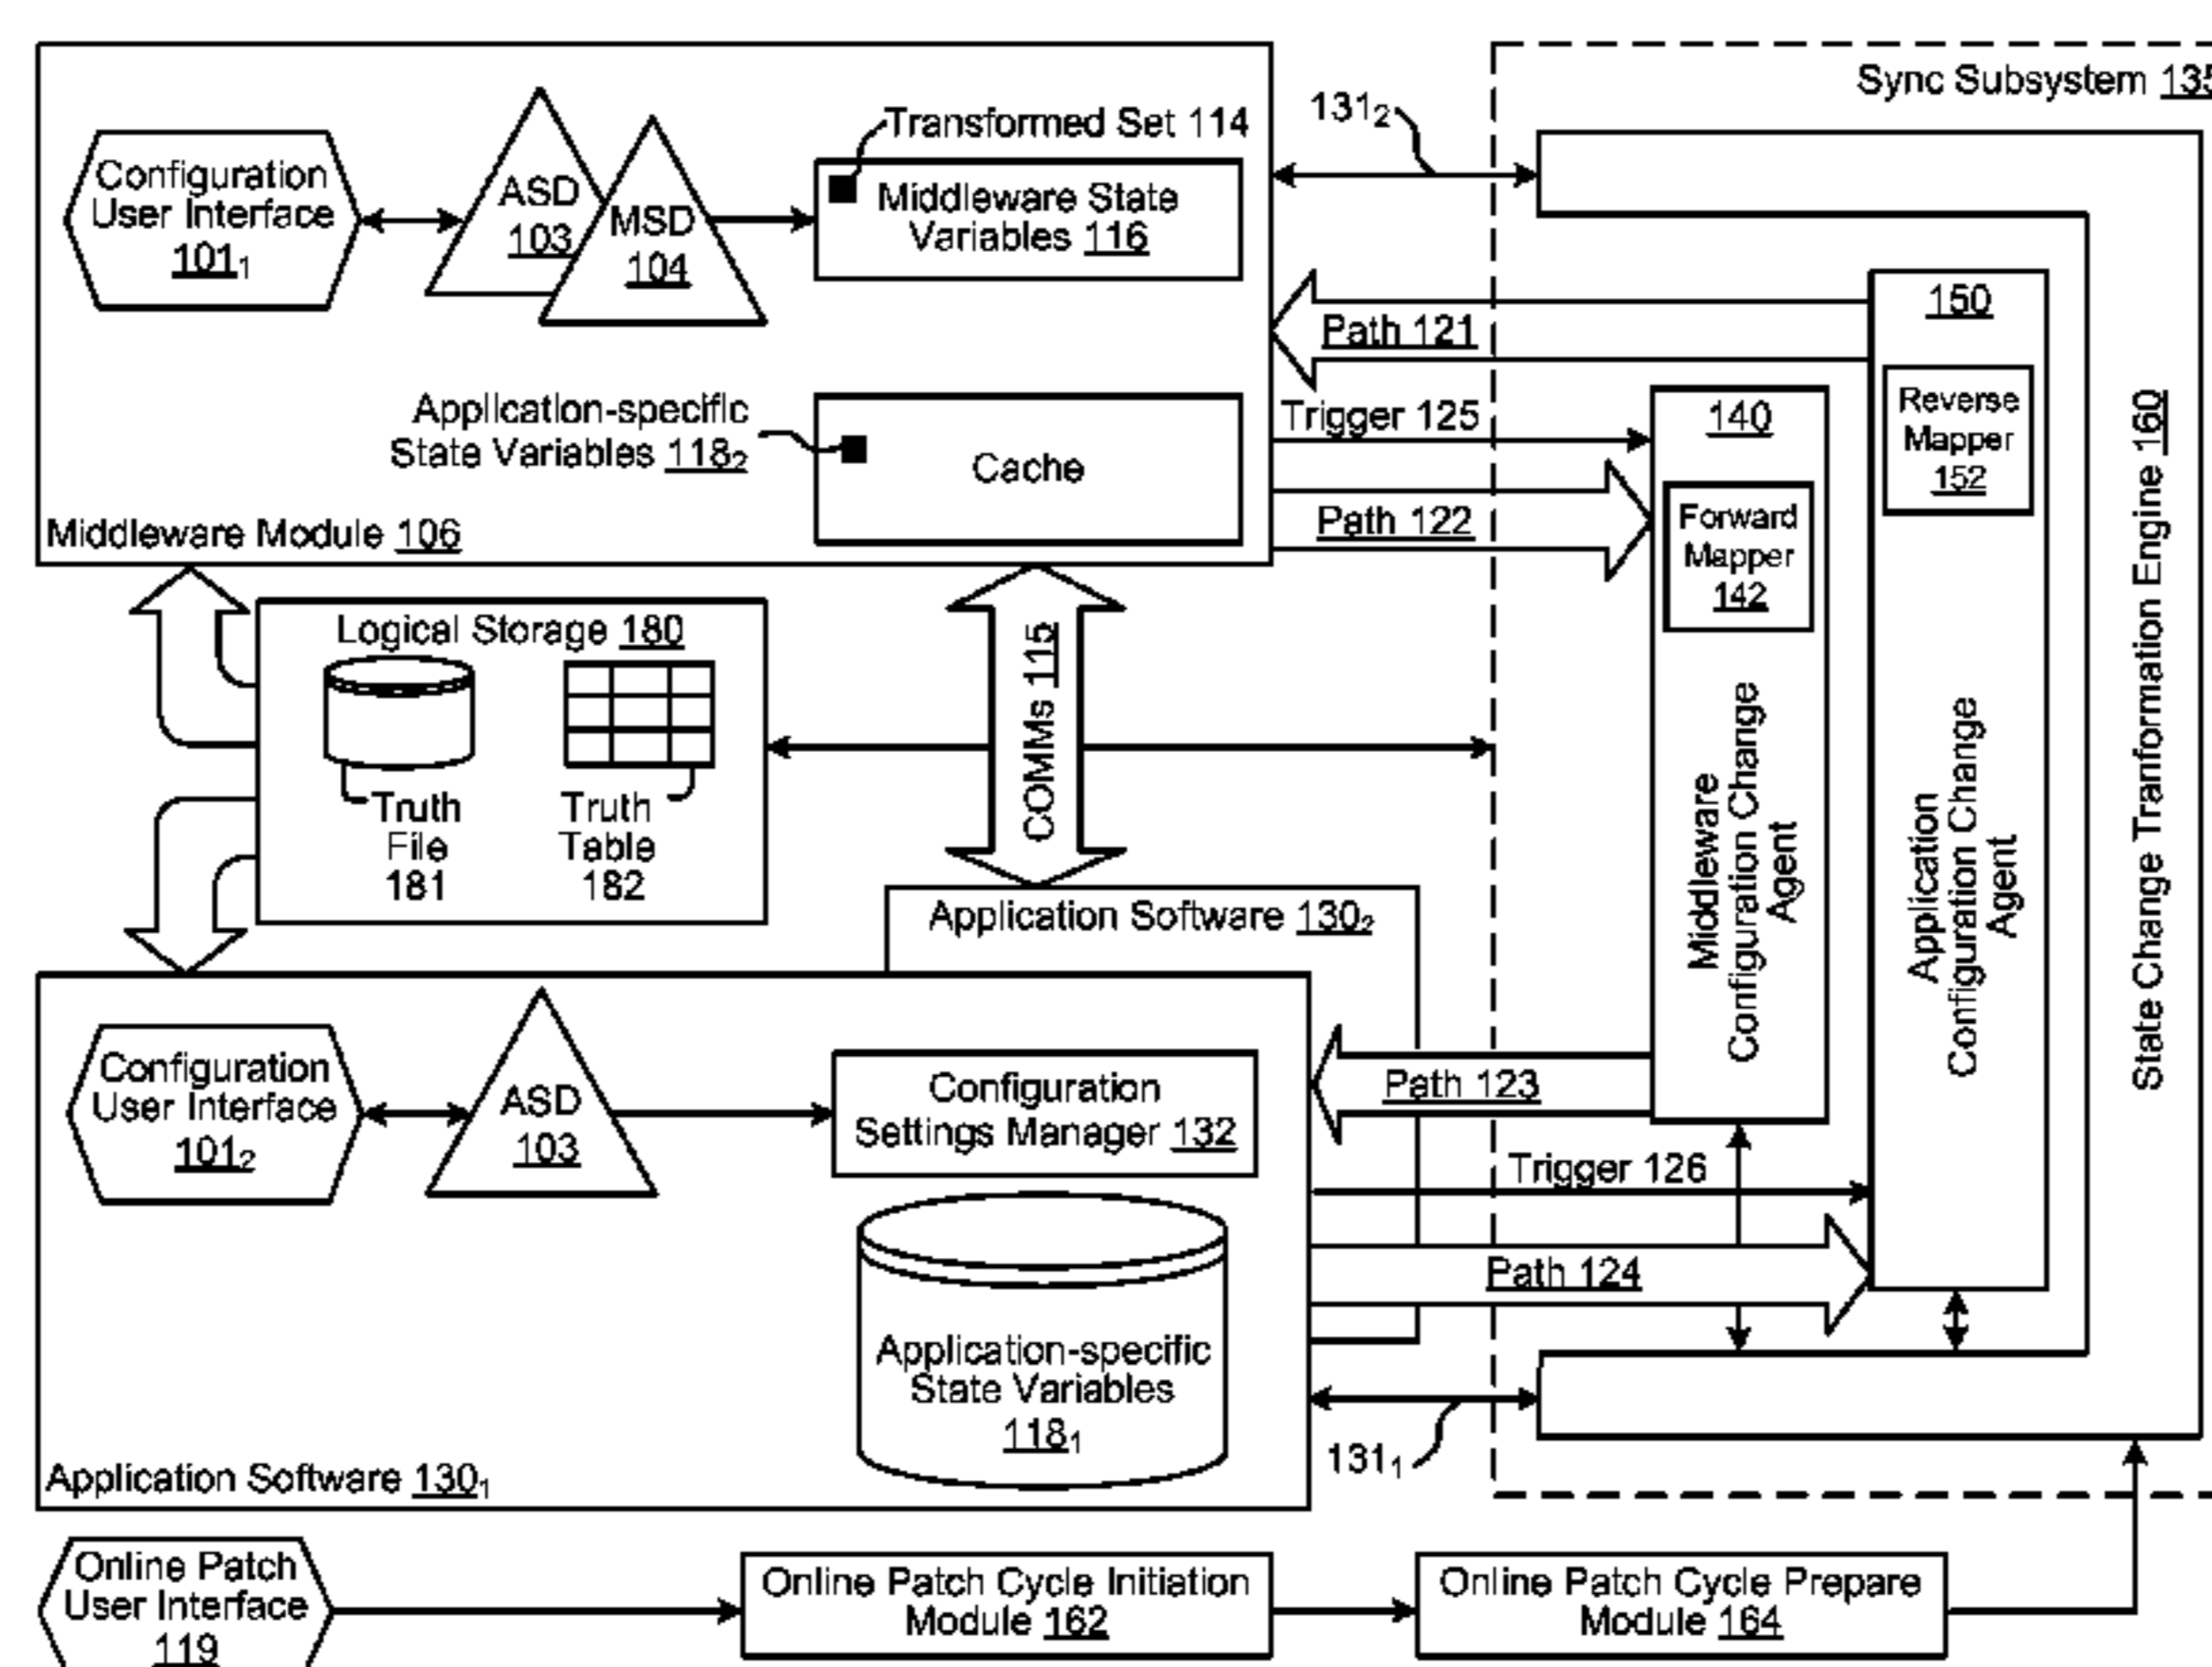 Sync Subsystem 135
131₂
Transformed Set 114
Configuration
User Interface
101₁
ASD
103
MSD
104
Middleware State
Variables 116
Path 121
150
Reverse
Mapper
152
Application-specific
State Variables 118₂
Cache
Trigger 125
140
Path 122
Forward
Mapper
142
Middleware Module 106
Logical Storage 180
Truth
File
181
Truth
Table
182
COMMs 115
Middleware
Configuration Change
Agent
Application
Configuration Change
Agent
State Change Tranformation Engine 160
Application Software 130₂
Configuration
User Interface
101₂
ASD
103
Configuration
Settings Manager 132
Path 123
Trigger 126
Path 124
Application-specific
State Variables
118₁
131₁
Application Software 130₁
Online Patch
User Interface
119
Online Patch Cycle Initiation
Module 162
Online Patch Cycle Prepare
Module 164